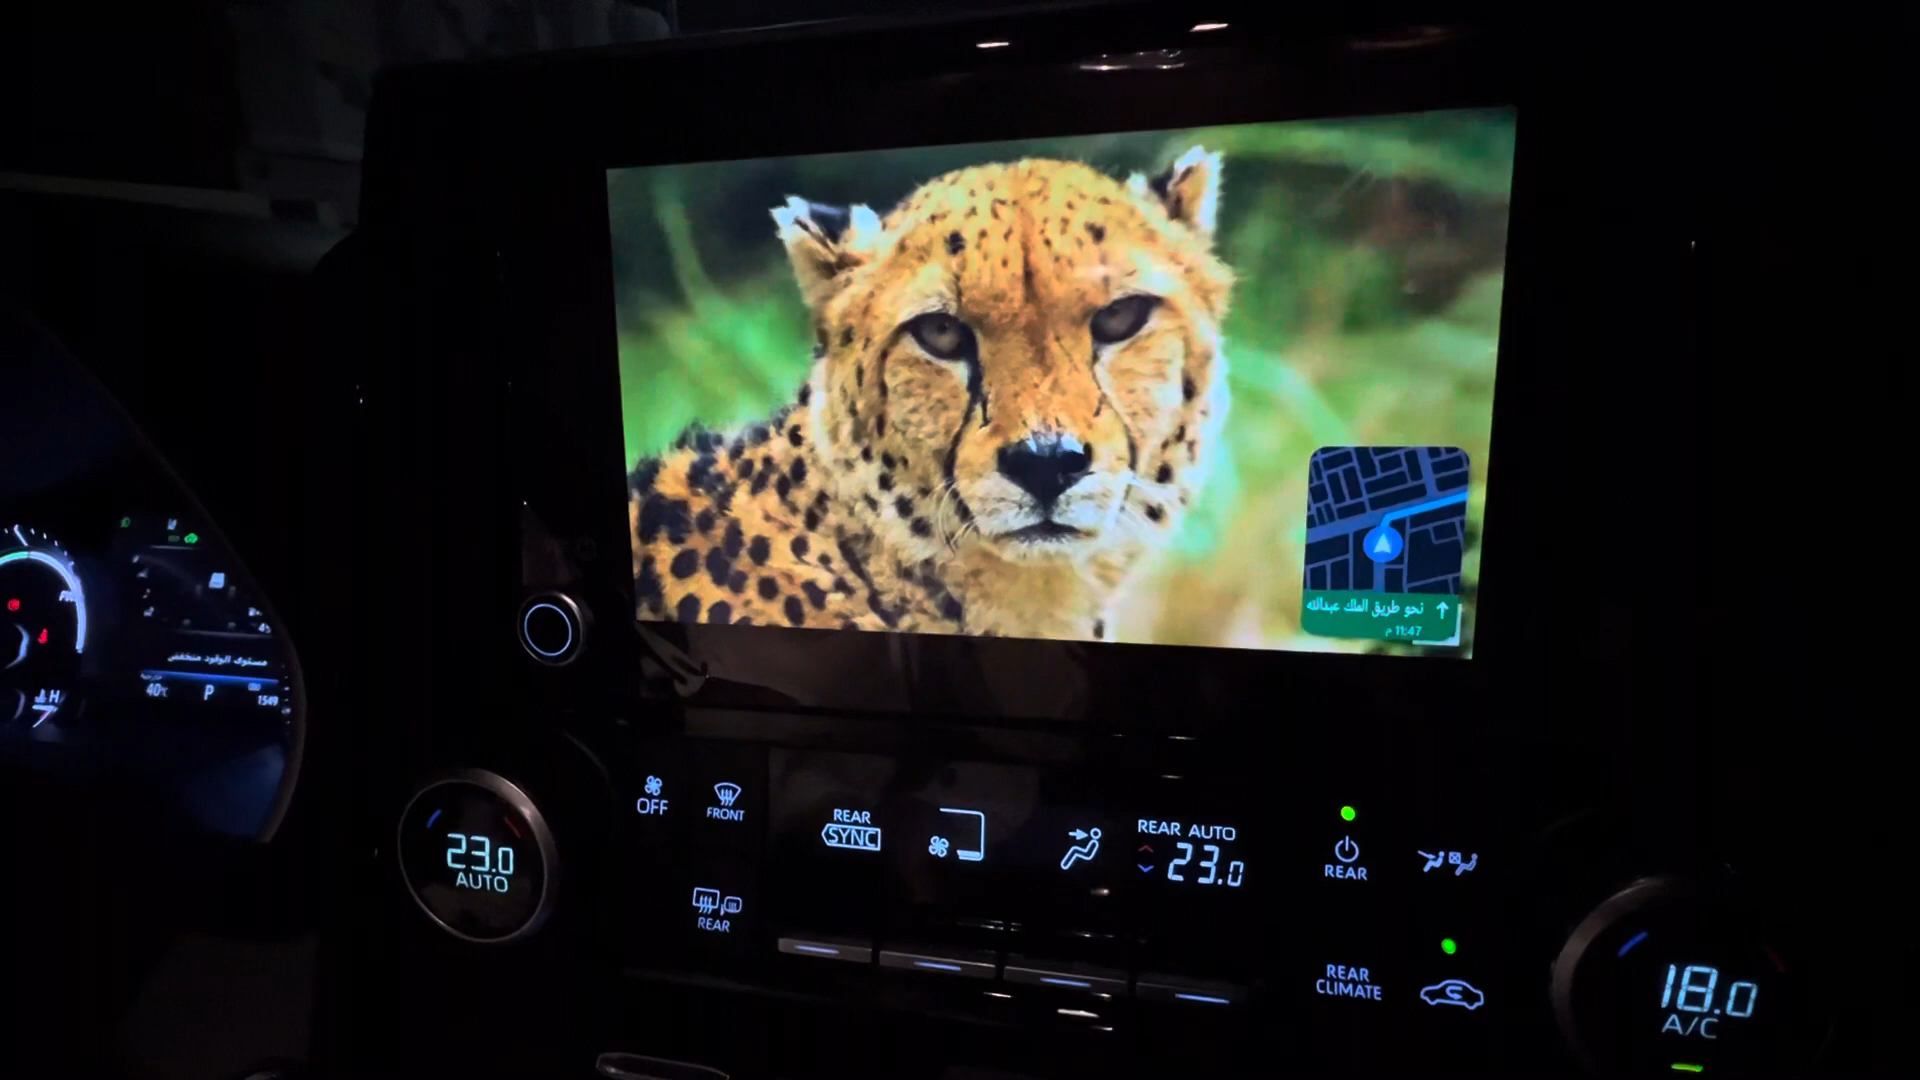 مستوى الوقود منخفض
40℃
P
1549
H
نحو طريق الملك عبدالله
11:47 م
OFF
FRONT
REAR
SYNC
REAR AUTO
23.0
REAR
23.0
AUTO
REAR
REAR
CLIMATE
18.0
A/C